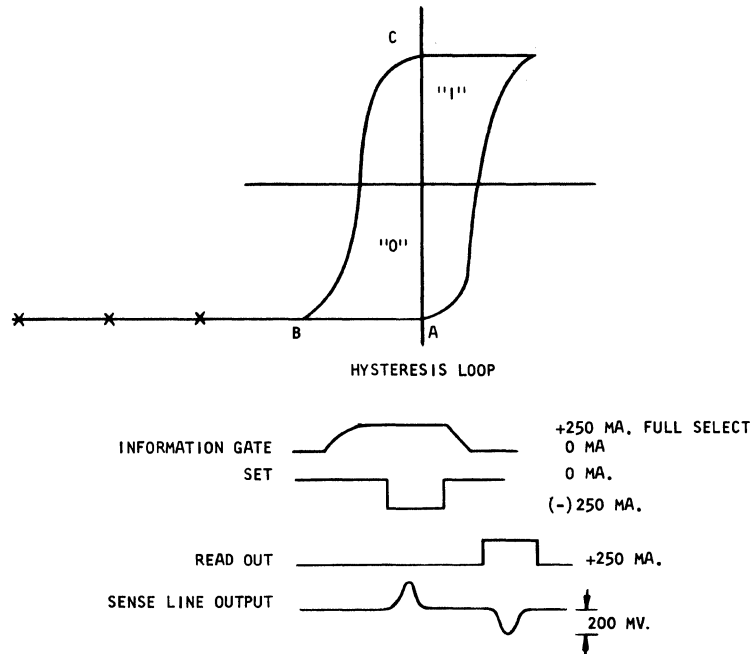 C
"1"
"0"
B
A
HYSTERESIS LOOP
INFORMATION GATE
+250 MA. FULL SELECT
0 MA
SET
0 MA.
(-)250 MA.
READ OUT
+250 MA.
SENSE LINE OUTPUT
200 MV.